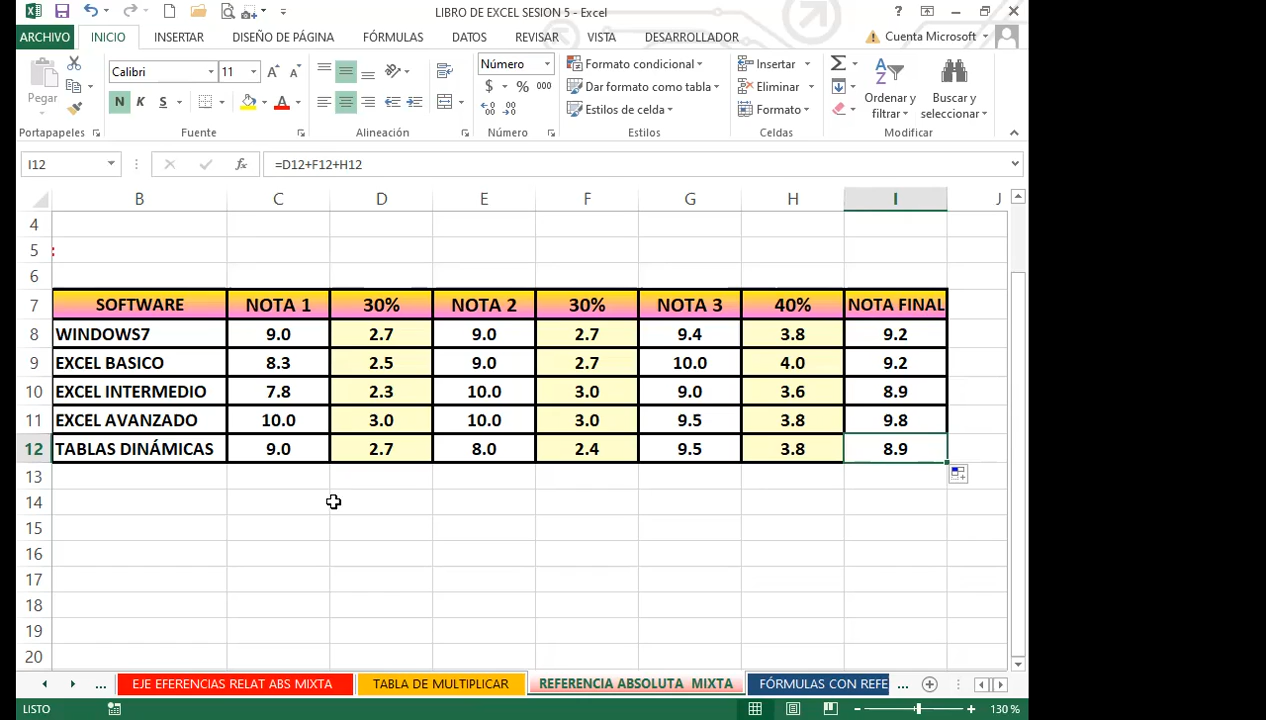 LIBRO DE EXCEL SESION 5 - Excel
?
ARCHIVO INICIO INSERTAR DISEÑO DE PÁGINA FÓRMULAS DATOS REVISAR VISTA DESARROLLADOR Cuenta Microsoft
Pegar
Calibri 11
N K S
Número
$ % 000
Formato condicional
Dar formato como tabla
Estilos de celda
Insertar
Eliminar
Formato
Ordenar y filtrar
Buscar y seleccionar
Portapapeles Fuente Alineación Número Estilos Celdas Modificar
I12 fx =D12+F12+H12
B C D E F G H I J
4
5 :
6
7 SOFTWARE NOTA 1 30% NOTA 2 30% NOTA 3 40% NOTA FINAL
8 WINDOWS7 9.0 2.7 9.0 2.7 9.4 3.8 9.2
9 EXCEL BASICO 8.3 2.5 9.0 2.7 10.0 4.0 9.2
10 EXCEL INTERMEDIO 7.8 2.3 10.0 3.0 9.0 3.6 8.9
11 EXCEL AVANZADO 10.0 3.0 10.0 3.0 9.5 3.8 9.8
12 TABLAS DINÁMICAS 9.0 2.7 8.0 2.4 9.5 3.8 8.9
13
14
15
16
17
18
19
20
... EJE EFERENCIAS RELAT ABS MIXTA TABLA DE MULTIPLICAR REFERENCIA ABSOLUTA MIXTA FÓRMULAS CON REFE ...
LISTO 130 %